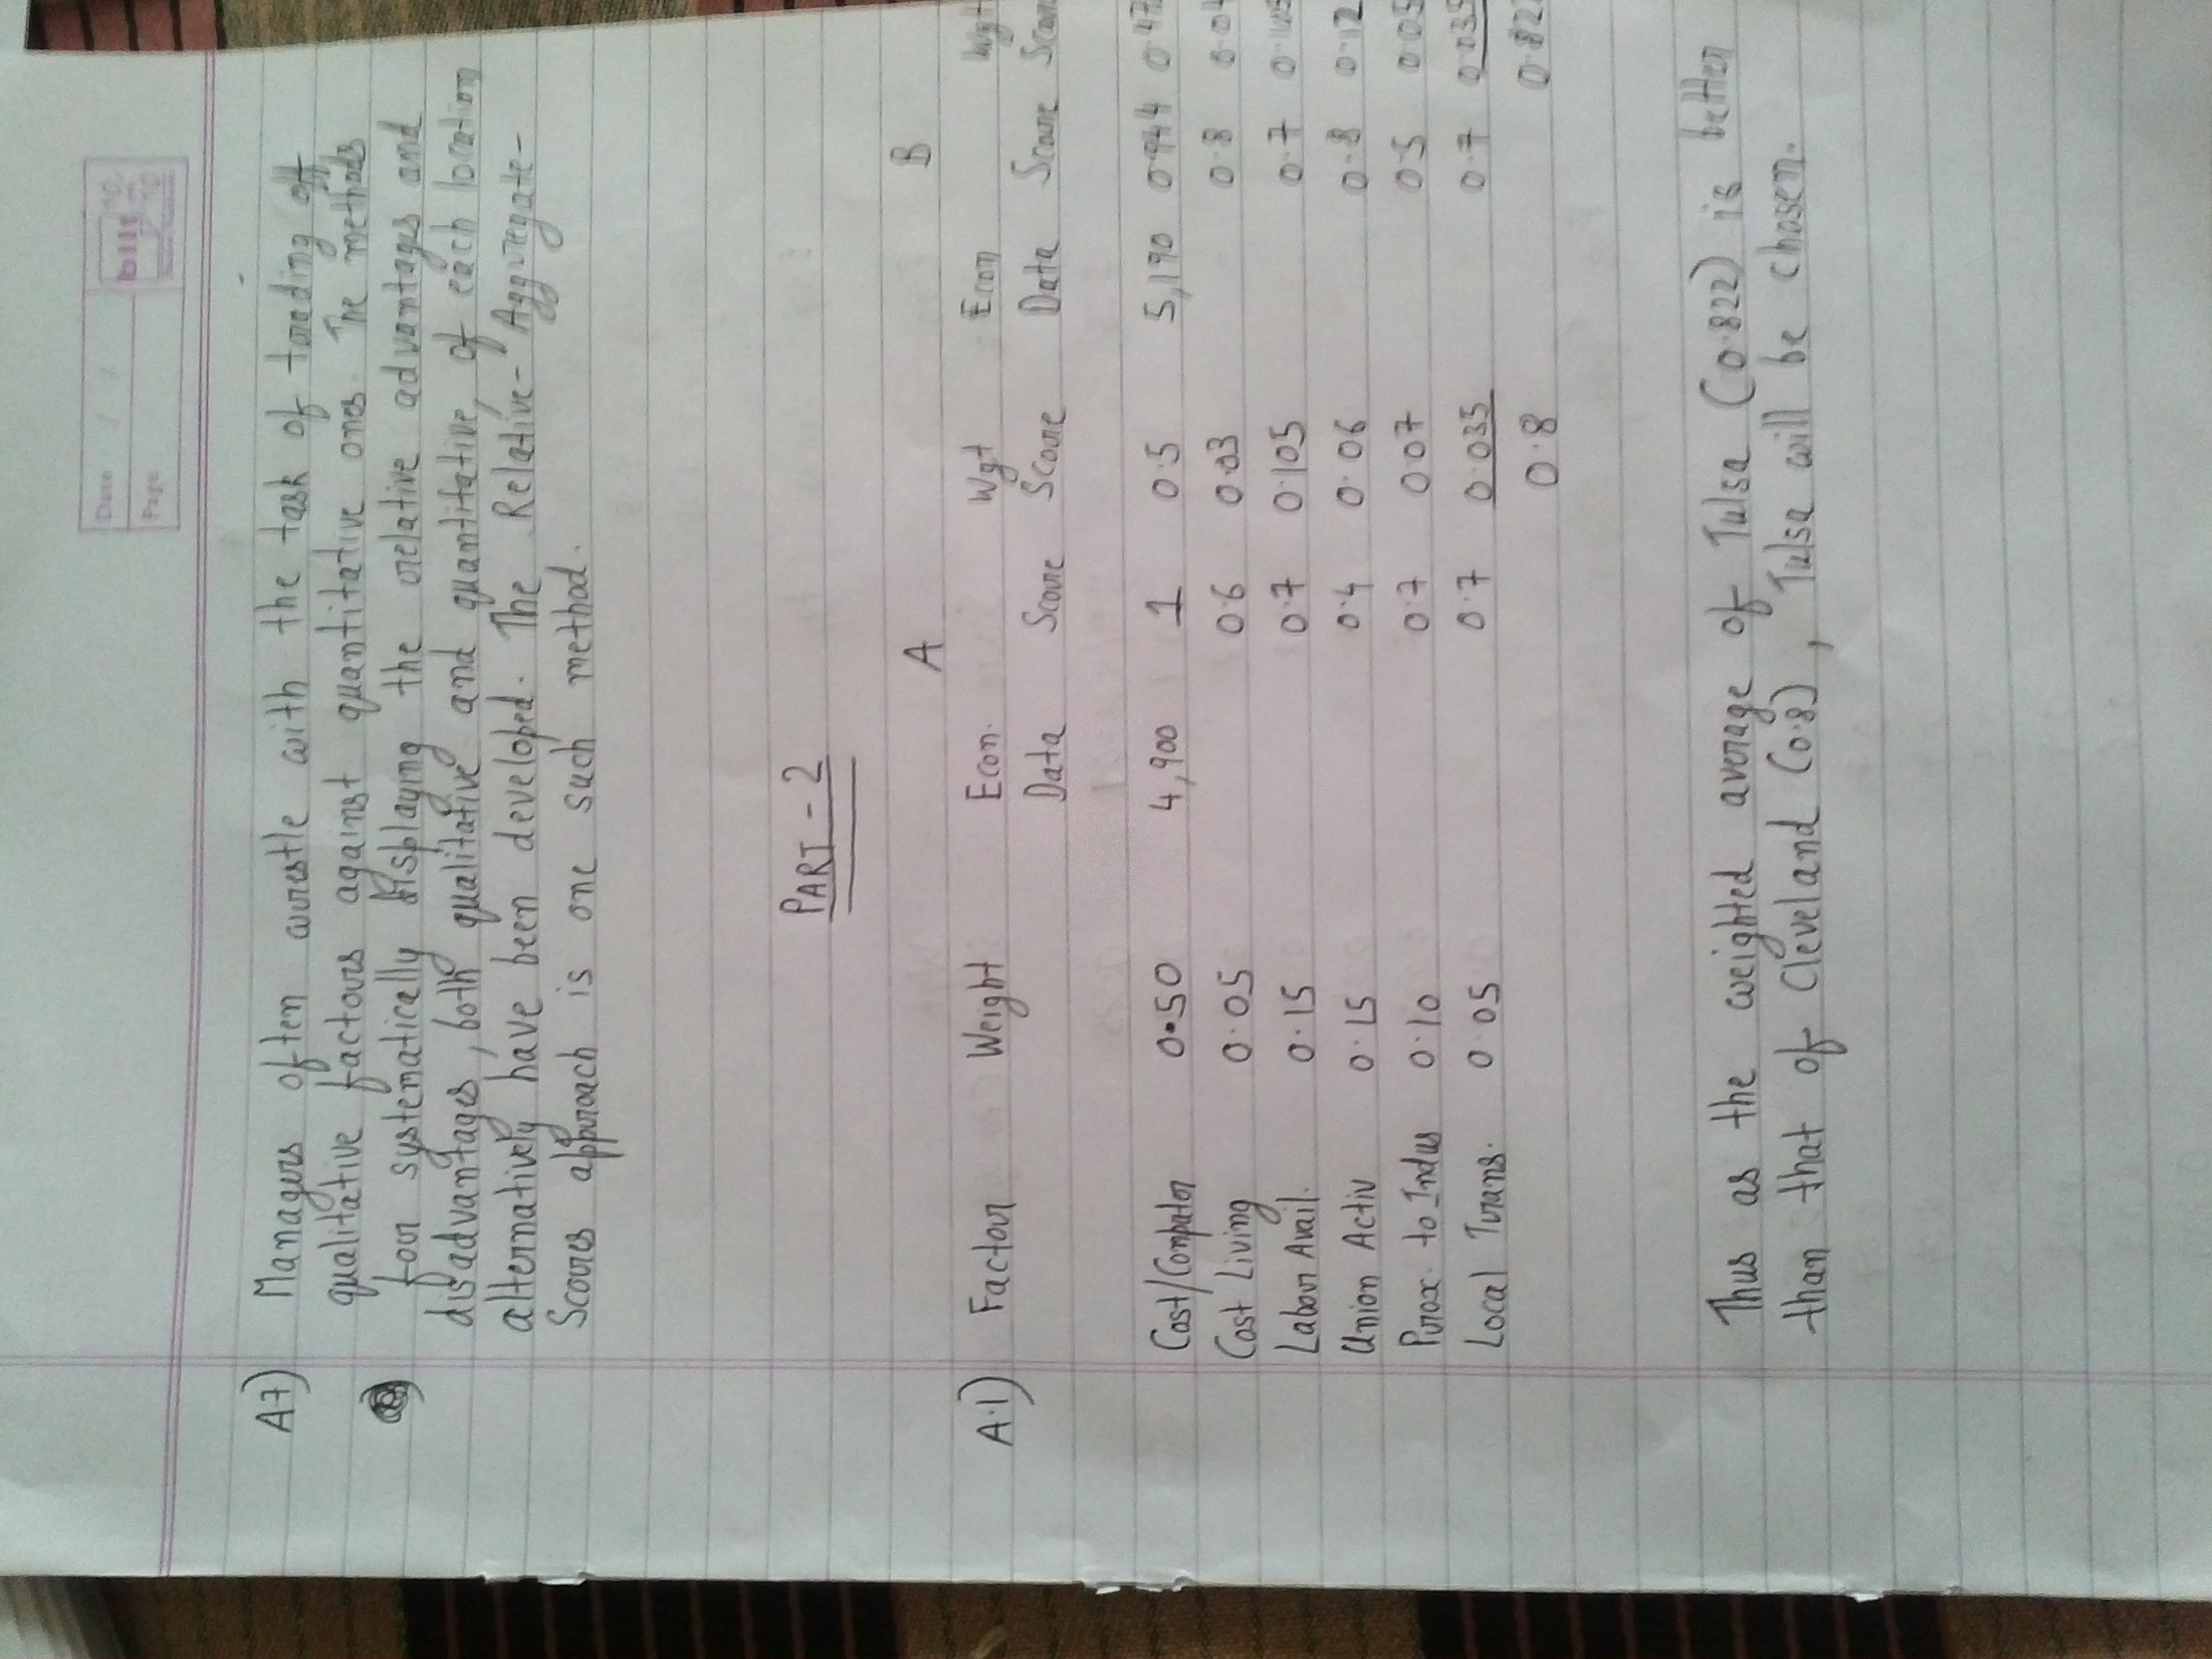 Date / /
Page
A7) Managers often wrestle with the task of trading off
qualitative factors against quantitative ones. The methods
for systematically displaying the relative advantages and
disadvantages, both qualitative and quantitative, of each location
alternatively have been developed. The Relative-Aggregate-
Scores approach is one such method.
PART-2
A B
A.1) Factor Weight Econ. Wgt Econ Wgt
Data Score Score Data Score Score
Cost/Computer 0.50 4,900 1 0.5 5,190 0.944 0.47
Cost Living 0.05 0.6 0.03 0.8 0.04
Labor Avail. 0.15 0.7 0.105 0.7 0.105
Union Activ 0.15 0.4 0.06 0.8 0.12
Prox. to Indus 0.10 0.7 0.07 0.5 0.05
Local Trans. 0.05 0.7 0.035 0.7 0.035
0.8 0.822
Thus as the weighted average of Tulsa (0.822) is better
than that of Cleveland (0.8), Tulsa will be chosen.